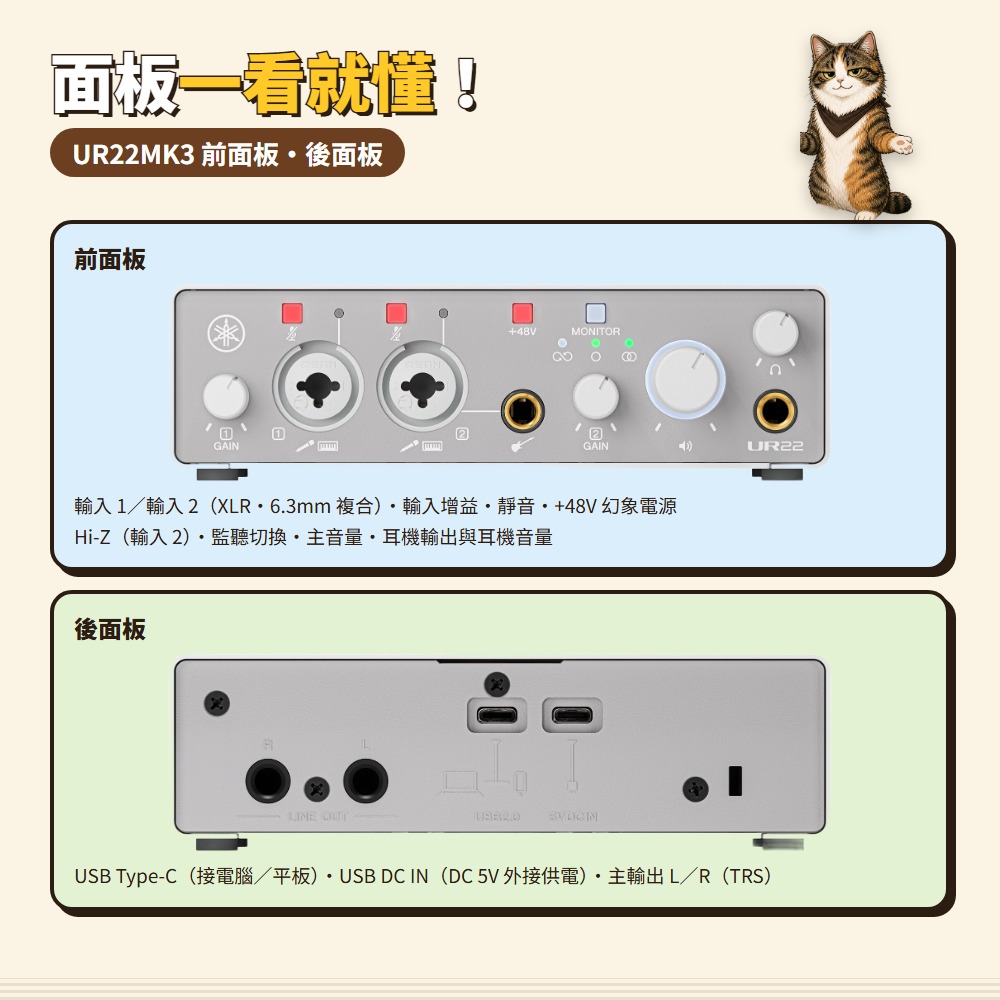 面板一看就懂！
UR22MK3 前面板・後面板
前面板
+48V
MONITOR
1
GAIN
1
2
2
GAIN
UR22
輸入 1／輸入 2（XLR・6.3mm 複合）・輸入增益・靜音・+48V 幻象電源
Hi-Z（輸入 2）・監聽切換・主音量・耳機輸出與耳機音量
後面板
R
L
LINE OUT
USB2.0
5V DC IN
USB Type-C（接電腦／平板）・USB DC IN（DC 5V 外接供電）・主輸出 L／R（TRS）